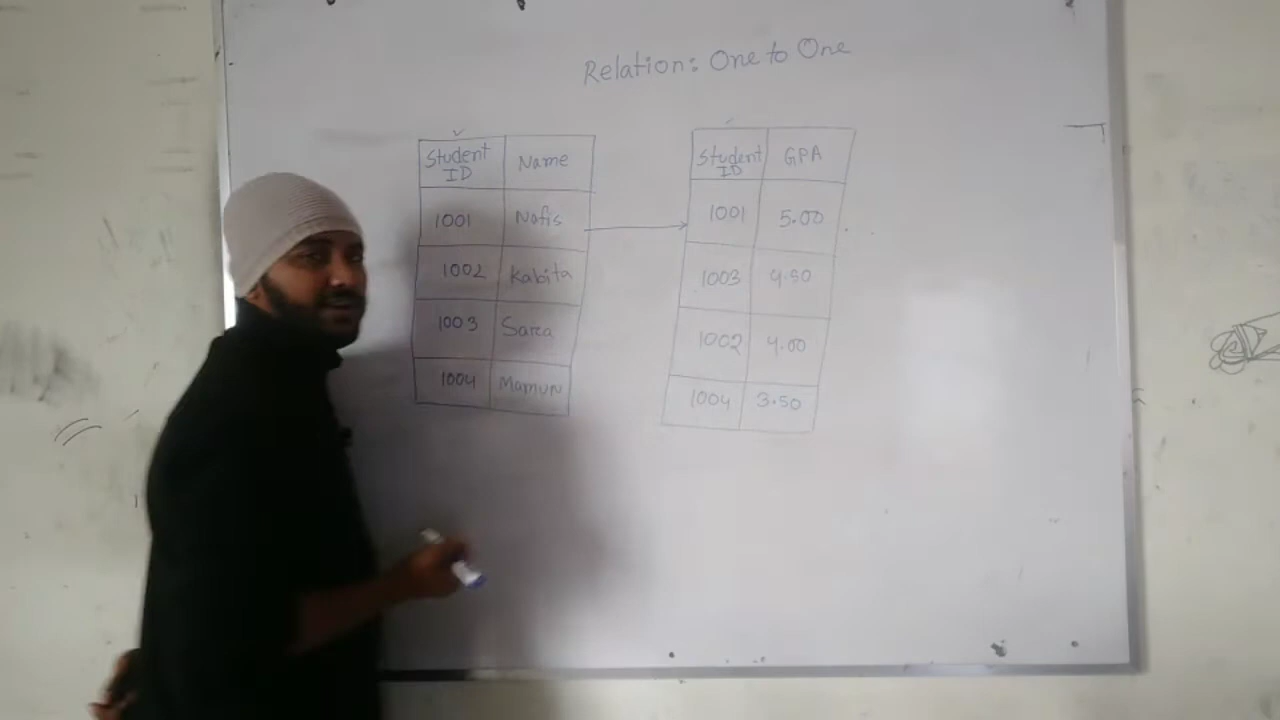 Relation: One to One
Student ID Name
1001 Nafis
1002 Kabita
1003 Sara
1004 Mamun
Student ID GPA
1001 5.00
1003 4.50
1002 4.00
1004 3.50